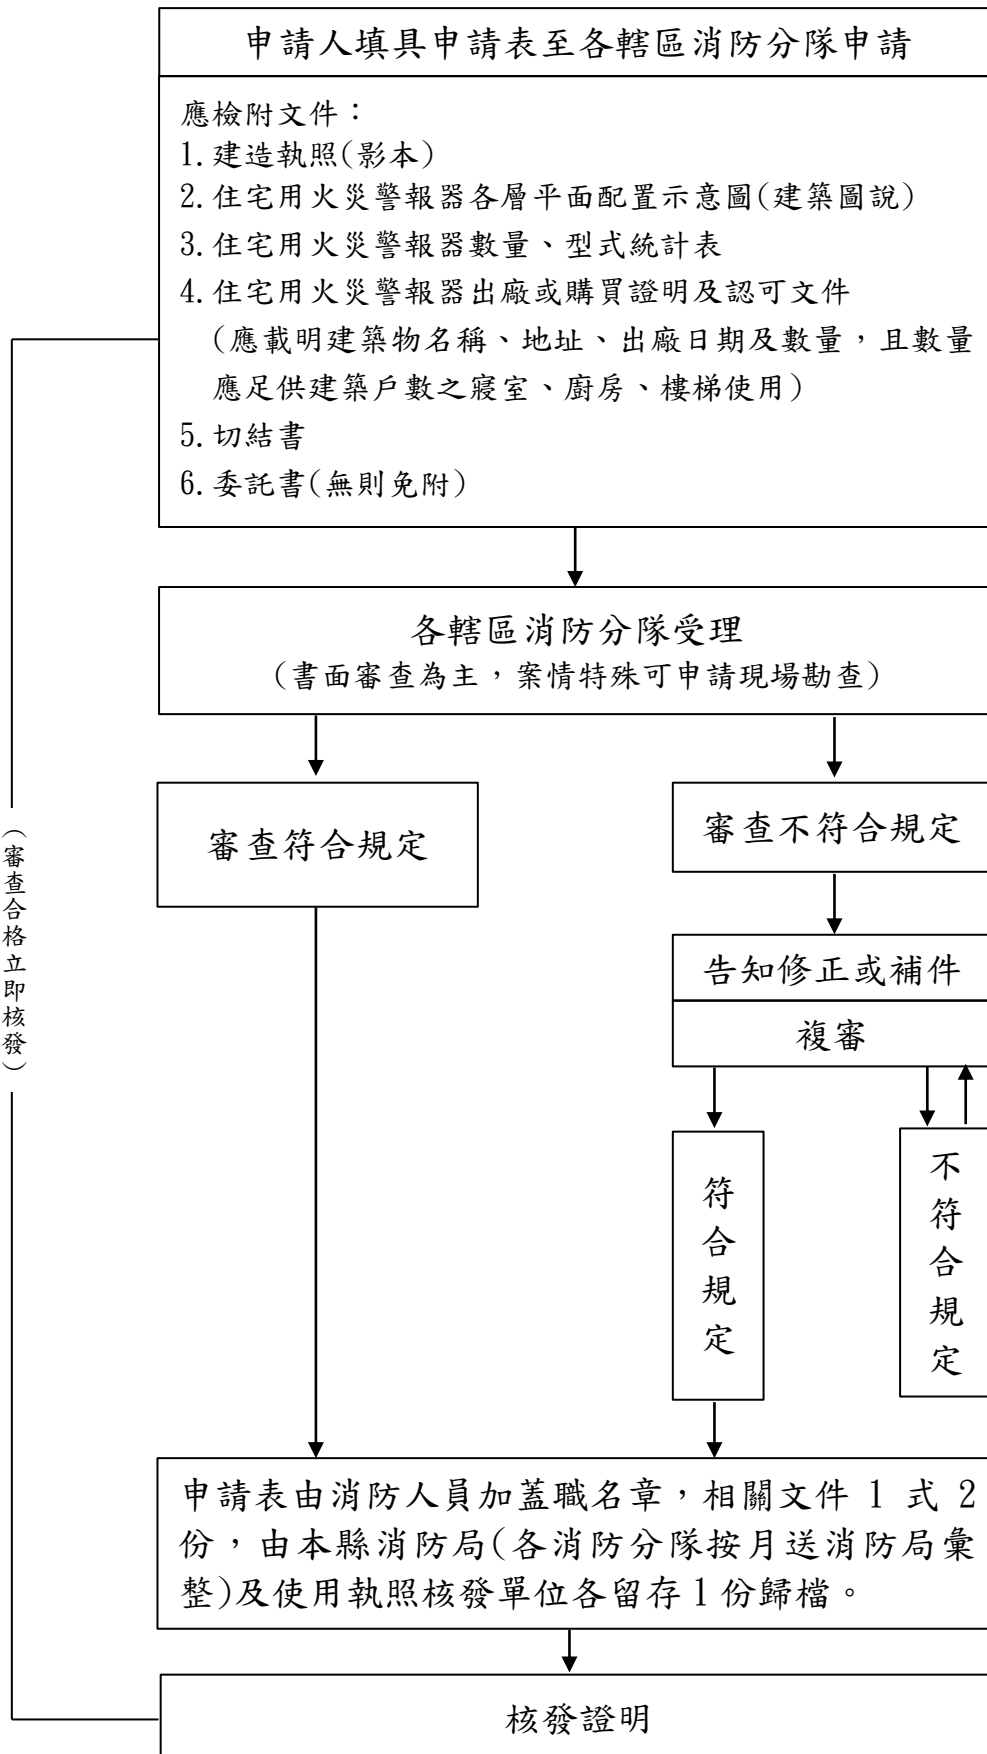 申請人填具申請表至各轄區消防分隊申請
應檢附文件：
1.建造執照(影本)
2.住宅用火災警報器各層平面配置示意圖(建築圖說)
3.住宅用火災警報器數量、型式統計表
4.住宅用火災警報器出廠或購買證明及認可文件
(應載明建築物名稱、地址、出廠日期及數量，且數量
應足供建築戶數之寢室、廚房、樓梯使用)
5.切結書
6.委託書(無則免附)
各轄區消防分隊受理
(書面審查為主，案情特殊可申請現場勘查)
審查符合規定
審查不符合規定
告知修正或補件
複審
符合規定
不符合規定
(審查合格立即核發)
申請表由消防人員加蓋職名章，相關文件 1 式 2
份，由本縣消防局(各消防分隊按月送消防局彙
整)及使用執照核發單位各留存 1 份歸檔。
核發證明